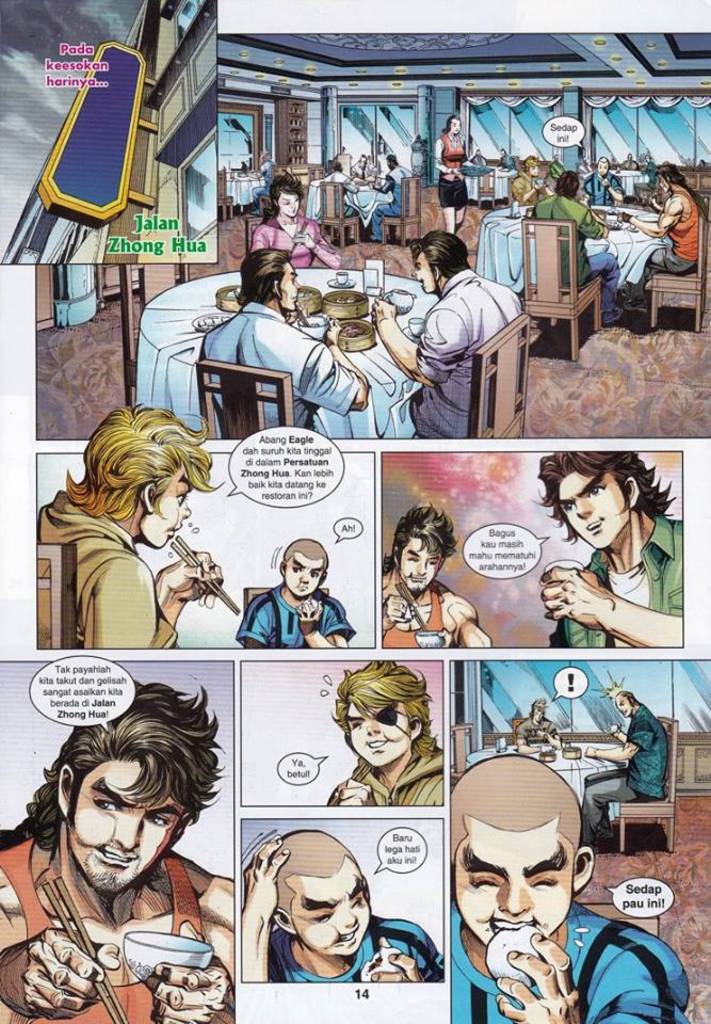 Pada
keesokan
harinya...
Jalan
Zhong Hua
Sedap
ini!
Abang Eagle
dah suruh kita tinggal
di dalam Persatuan
Zhong Hua. Kan lebih
baik kita datang ke
restoran ini?
Ah!
Bagus
kau masih
mahu mematuhi
arahannya!
Tak payahlah
kita takut dan gelisah
sangat asalkan kita
berada di Jalan
Zhong Hua!
Ya,
betul!
Baru
lega hati
aku ini!
!
Sedap
pau ini!
14